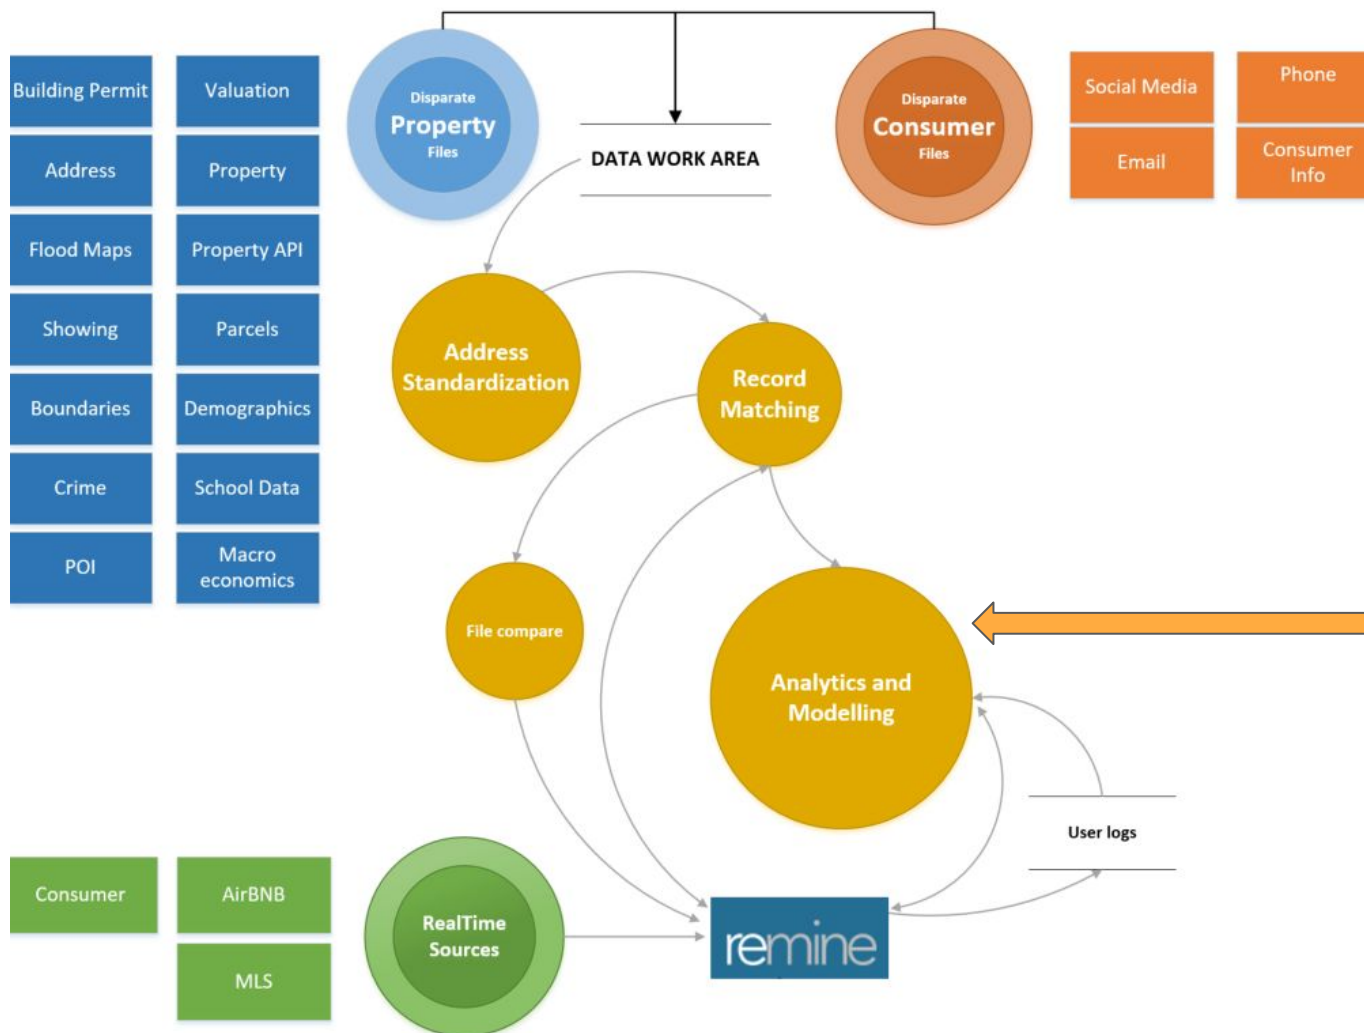 Building Permit
Valuation
Address
Property
Flood Maps
Property API
Showing
Parcels
Boundaries
Demographics
Crime
School Data
POI
Macro
economics
Disparate
Property
Files
DATA WORK AREA
Disparate
Consumer
Files
Social Media
Phone
Email
Consumer
Info
Address
Standardization
Record
Matching
File compare
Analytics and
Modelling
User logs
Consumer
AirBNB
MLS
RealTime
Sources
remine